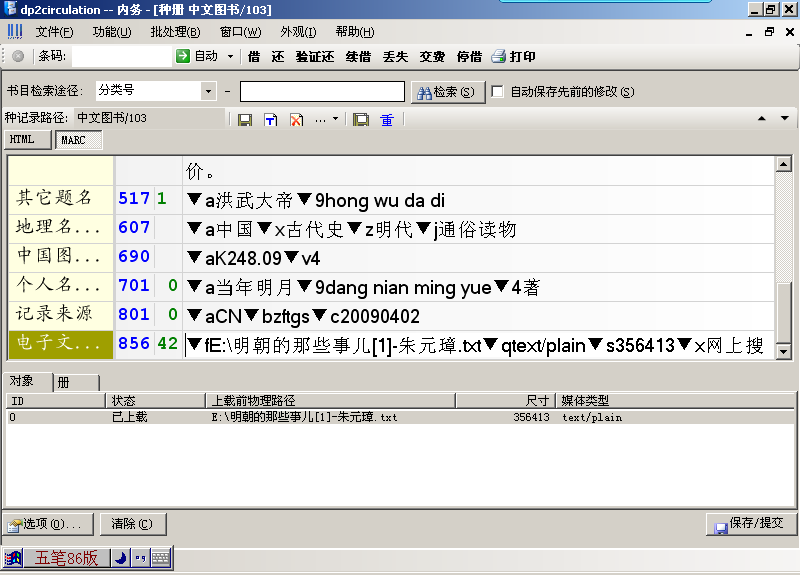 dp2circulation -- 内务 - [种册 中文图书/103]
文件(F) 功能(U) 批处理(B) 窗口(W) 外观(I) 帮助(H)
条码: 自动 借 还 验证还 续借 丢失 交费 停借 打印
书目检索途径: 分类号 - 检索(S) 自动保存先前的修改(S)
种记录路径: 中文图书/103 ... 重
HTML MARC
价。
其它题名 517 1 ▼a洪武大帝▼9hong wu da di
地理名... 607 ▼a中国▼x古代史▼z明代▼j通俗读物
中国图... 690 ▼aK248.09▼v4
个人名... 701 0 ▼a当年明月▼9dang nian ming yue▼4著
记录来源 801 0 ▼aCN▼bzftgs▼c20090402
电子文... 856 42 ▼fE:\明朝的那些事儿[1]-朱元璋.txt▼qtext/plain▼s356413▼x网上搜
对象 册
ID 状态 上载前物理路径 尺寸 媒体类型
0 已上载 E:\明朝的那些事儿[1]-朱元璋.txt 356413 text/plain
选项(O)... 清除(C) 保存/提交
五笔86版